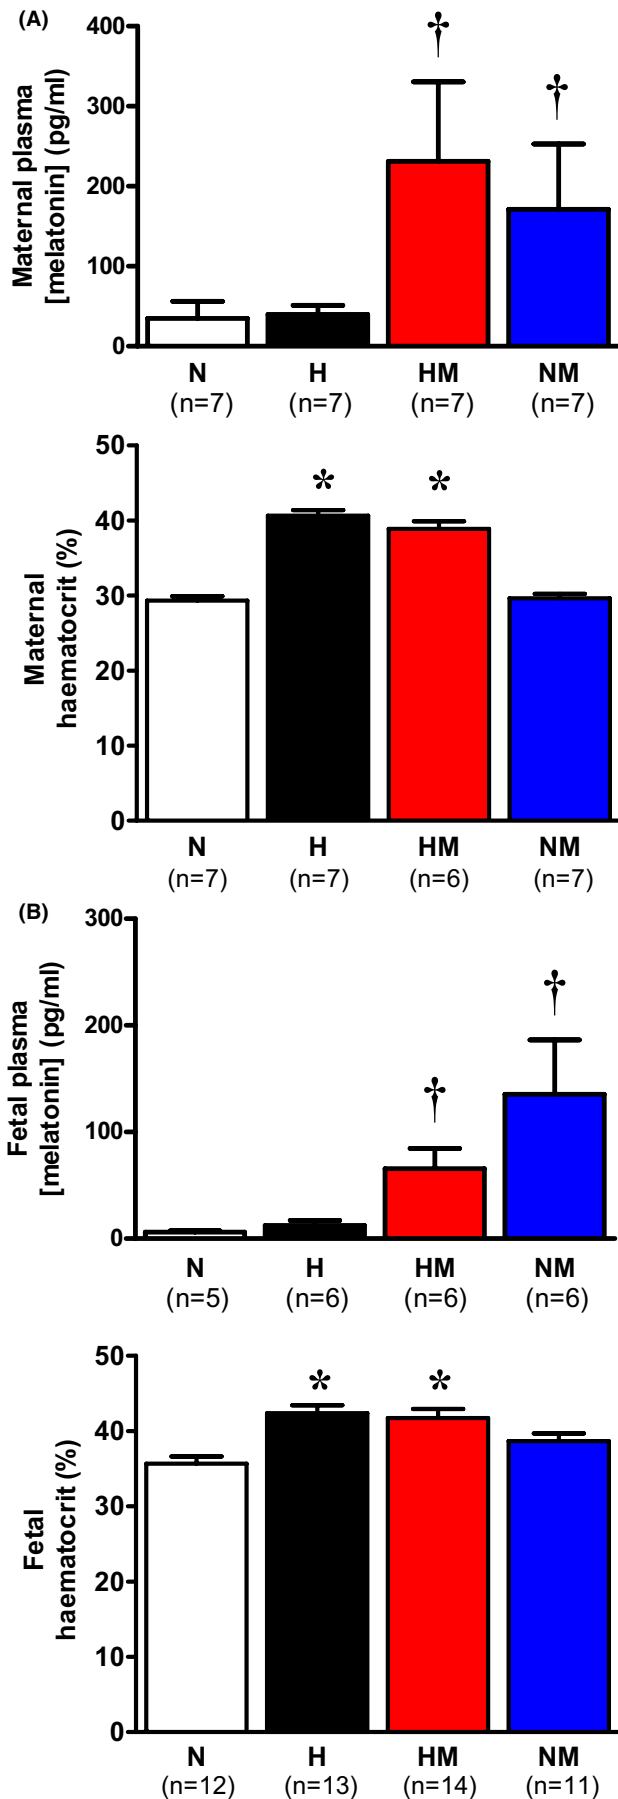 (A)
Maternal plasma
[melatonin] (pg/ml)
400
300
200
100
0
†
†
N
H
HM
NM
(n=7)
(n=7)
(n=7)
(n=7)
Maternal
haematocrit (%)
50
40
30
20
10
0
*
*
N
H
HM
NM
(n=7)
(n=7)
(n=6)
(n=7)
(B)
Fetal plasma
[melatonin] (pg/ml)
300
200
100
0
†
†
N
H
HM
NM
(n=5)
(n=6)
(n=6)
(n=6)
Fetal
haematocrit (%)
50
40
30
20
10
0
*
*
N
H
HM
NM
(n=12)
(n=13)
(n=14)
(n=11)